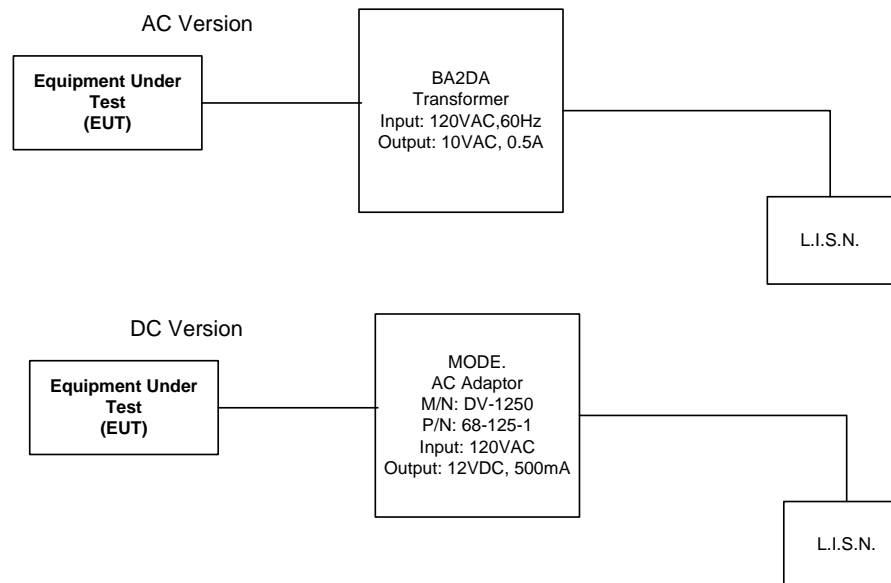 AC Version
Equipment Under
Test
(EUT)
BA2DA
Transformer
Input: 120VAC,60Hz
Output: 10VAC, 0.5A
L.I.S.N.
DC Version
Equipment Under
Test
(EUT)
MODE.
AC Adaptor
M/N: DV-1250
P/N: 68-125-1
Input: 120VAC
Output: 12VDC, 500mA
L.I.S.N.